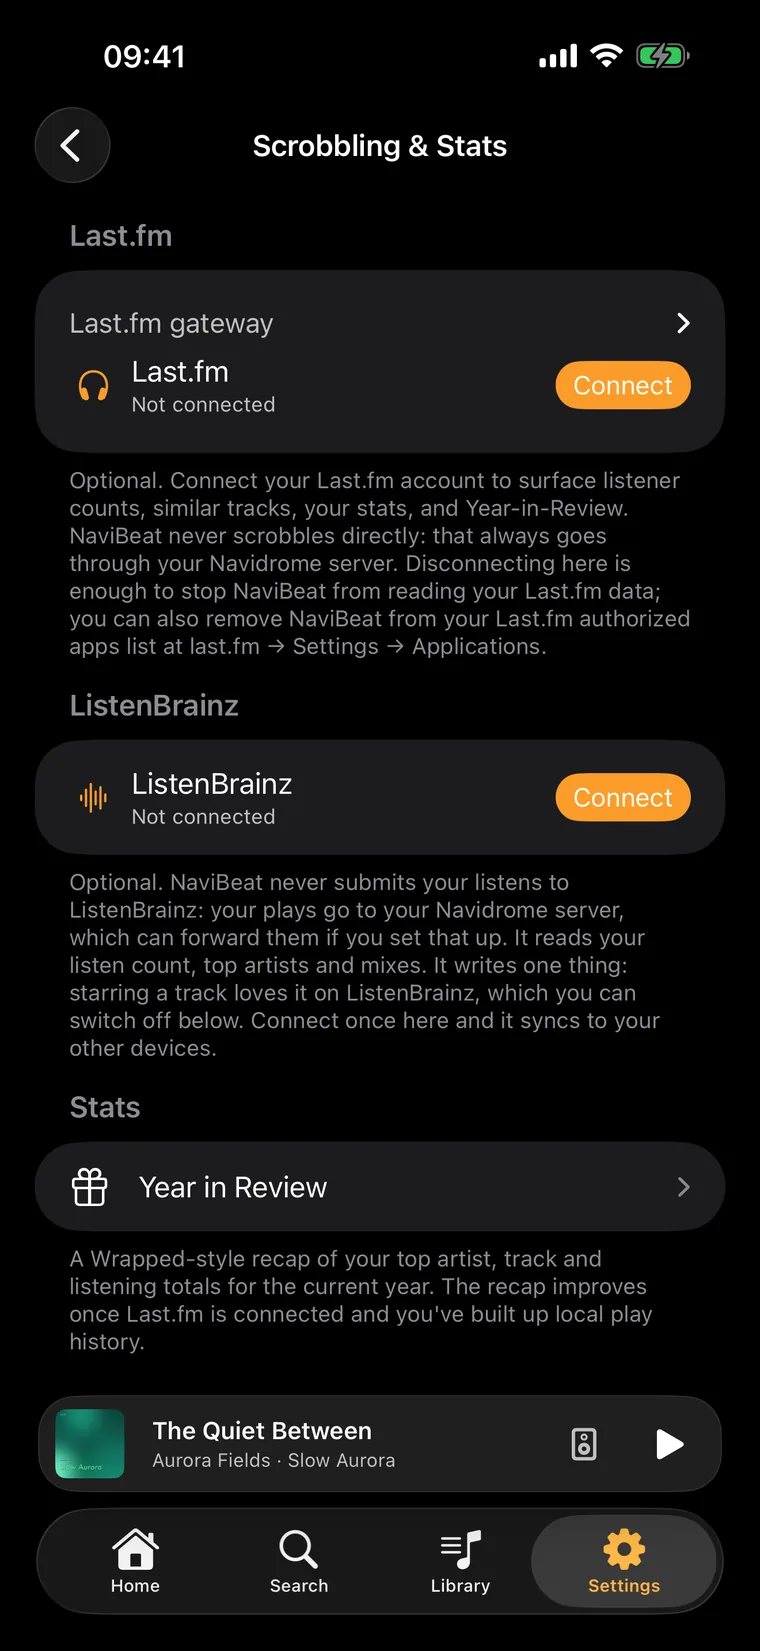 09:41
Scrobbling & Stats
Last.fm
Last.fm gateway
Last.fm
Not connected
Connect
Optional. Connect your Last.fm account to surface listener
counts, similar tracks, your stats, and Year-in-Review.
NaviBeat never scrobbles directly: that always goes
through your Navidrome server. Disconnecting here is
enough to stop NaviBeat from reading your Last.fm data;
you can also remove NaviBeat from your Last.fm authorized
apps list at last.fm → Settings → Applications.
ListenBrainz
ListenBrainz
Not connected
Connect
Optional. NaviBeat never submits your listens to
ListenBrainz: your plays go to your Navidrome server,
which can forward them if you set that up. It reads your
listen count, top artists and mixes. It writes one thing:
starring a track loves it on ListenBrainz, which you can
switch off below. Connect once here and it syncs to your
other devices.
Stats
Year in Review
A Wrapped-style recap of your top artist, track and
listening totals for the current year. The recap improves
once Last.fm is connected and you've built up local play
history.
Slow Aurora
The Quiet Between
Aurora Fields · Slow Aurora
Home
Search
Library
Settings